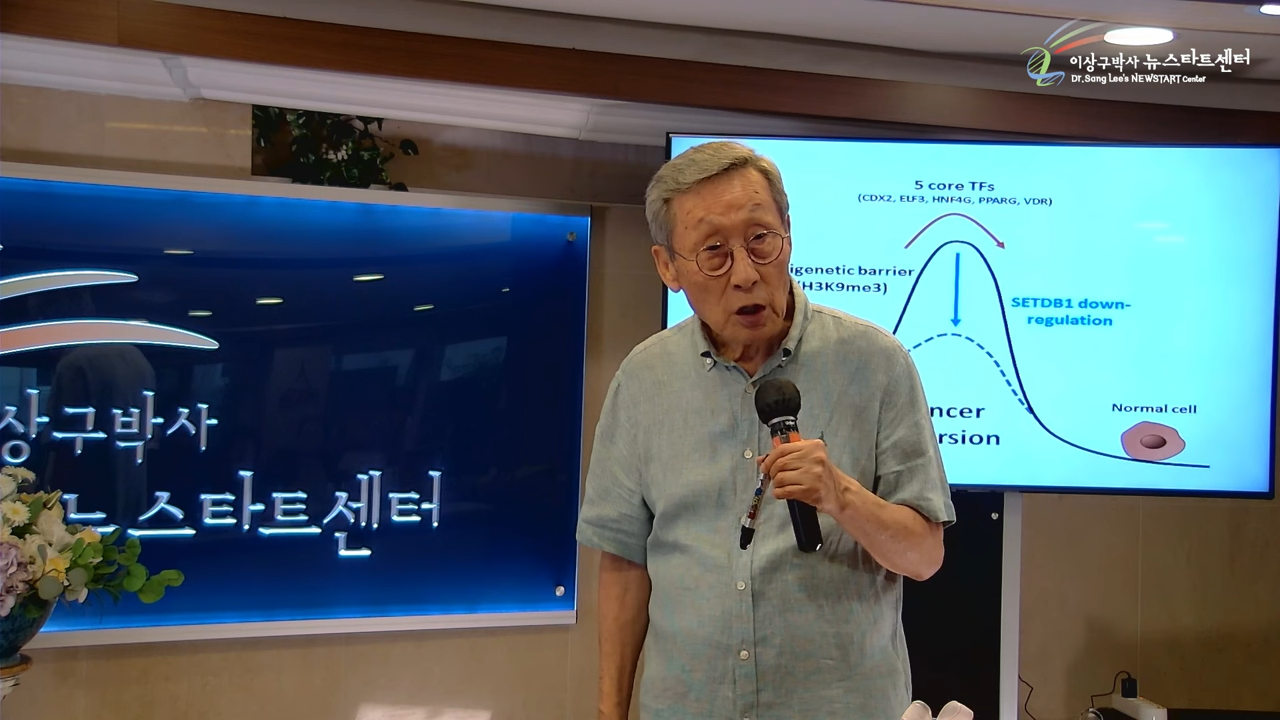 이상구박사 뉴스타트센터
Dr.Sang Lee's NEWSTART Center
5 core TFs
(CDX2, ELF3, HNF4G, PPARG, VDR)
igenetic barrier
(H3K9me3)
SETDB1 down-
regulation
Normal cell
ncer
rsion
상구박사
뉴스타트센터